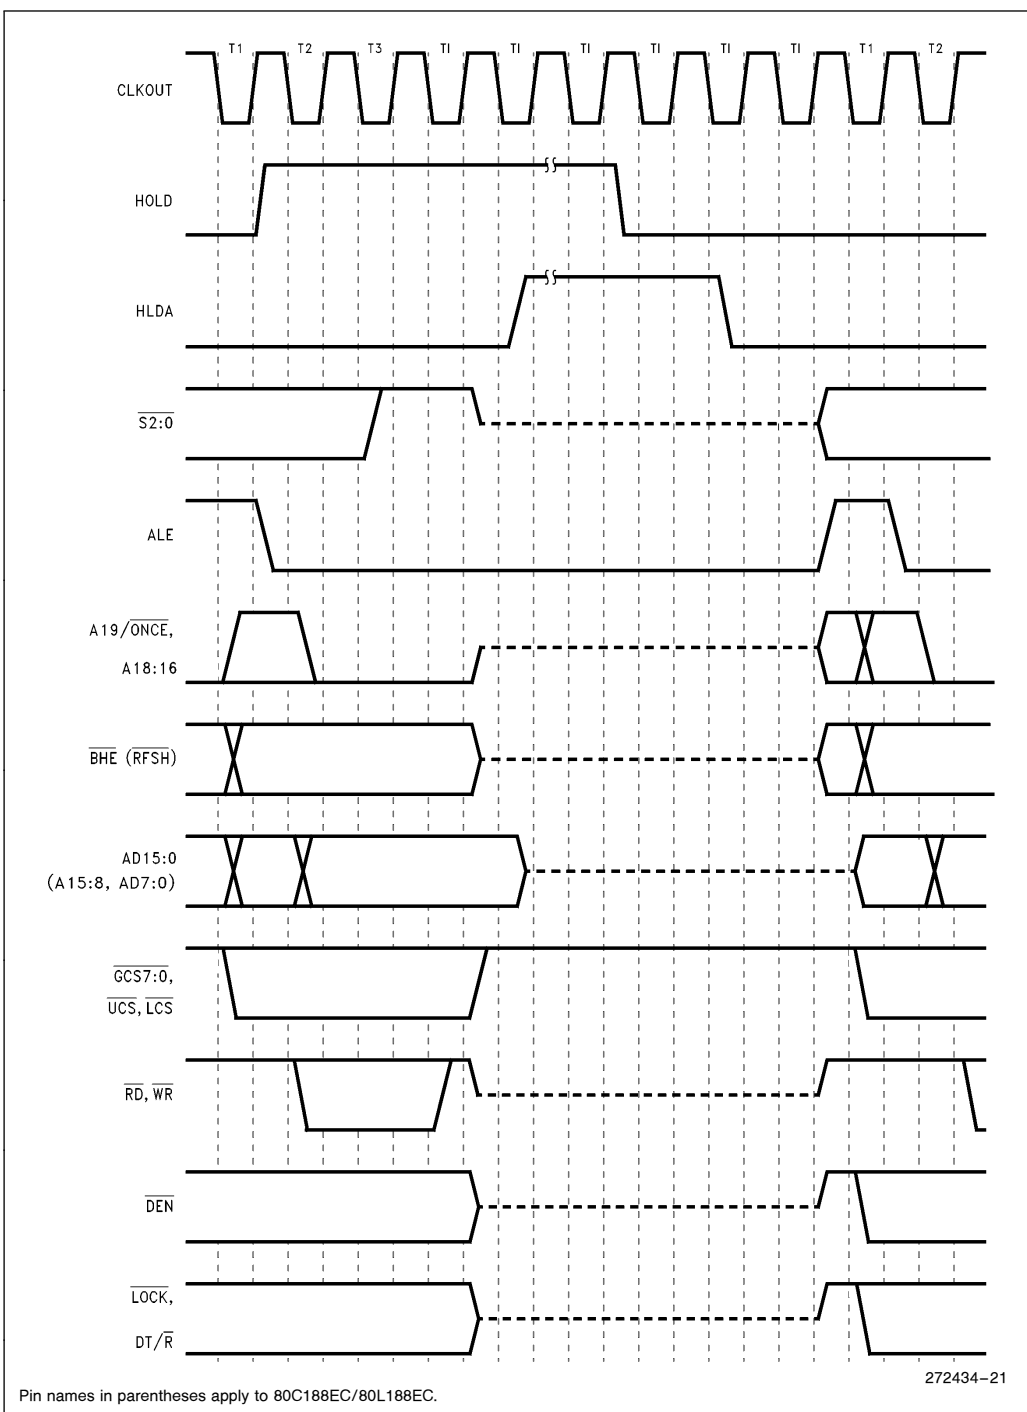 T1 T2 T3 TI TI TI TI TI TI T1 T2
CLKOUT
HOLD
HLDA
S2:0
ALE
A19/ONCE,
A18:16
BHE (RFSH)
AD15:0
(A15:8, AD7:0)
GCS7:0,
UCS, LCS
RD, WR
DEN
LOCK,
DT/R
272434–21
Pin names in parentheses apply to 80C188EC/80L188EC.